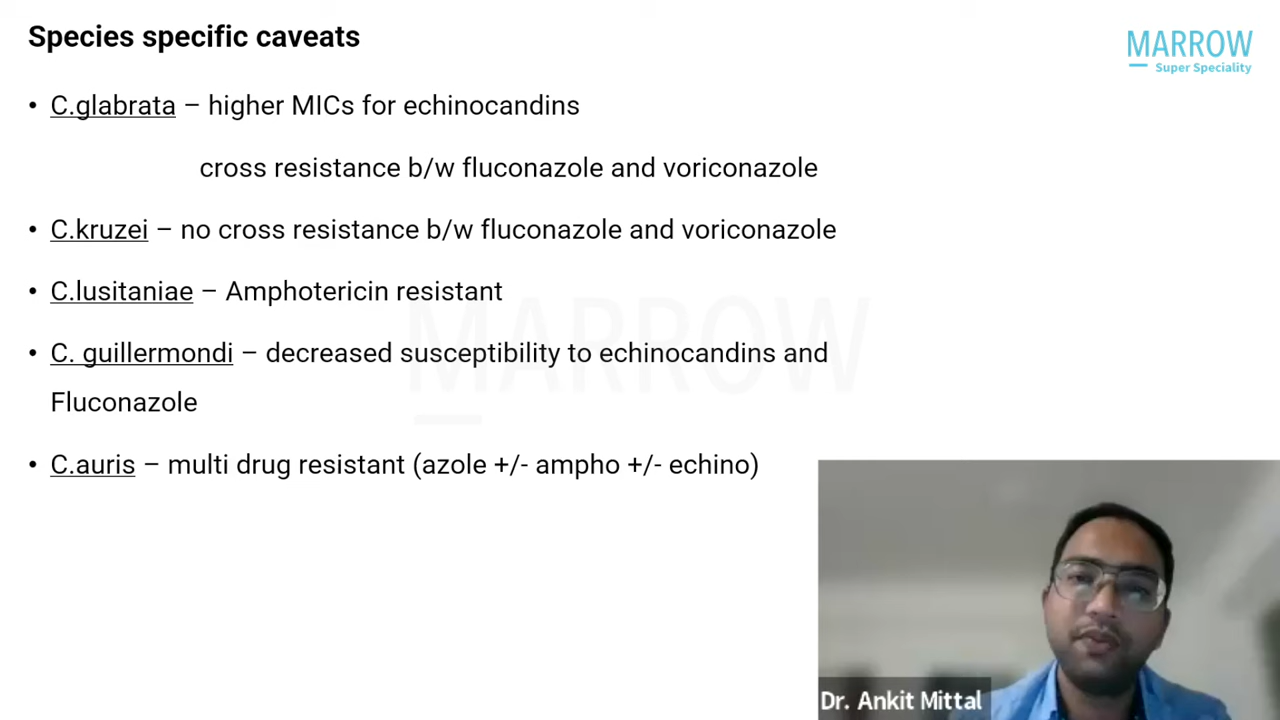 Species specific caveats
MARROW
Super Speciality
• C.glabrata – higher MICs for echinocandins
cross resistance b/w fluconazole and voriconazole
• C.kruzei – no cross resistance b/w fluconazole and voriconazole
• C.lusitaniae – Amphotericin resistant
MARROW
• C. guillermondi – decreased susceptibility to echinocandins and
Fluconazole
• C.auris – multi drug resistant (azole +/- ampho +/- echino)
Dr. Ankit Mittal